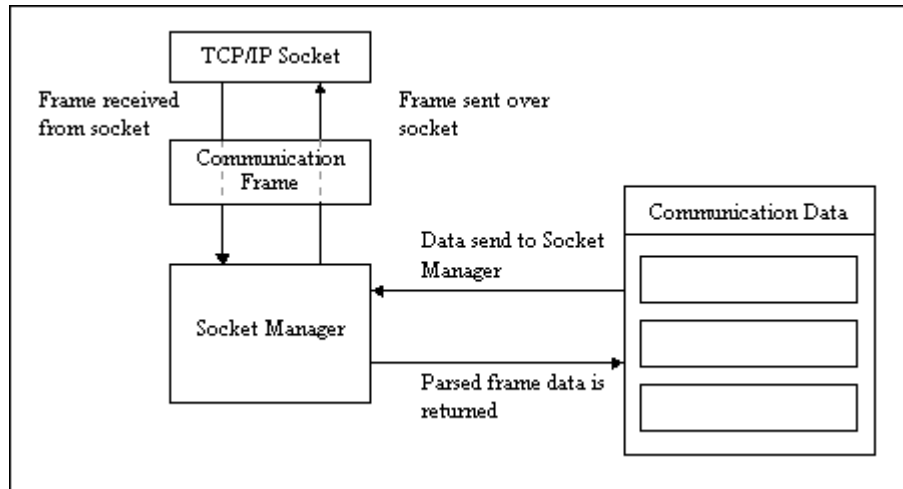 TCP/IP Socket
Frame received
from socket
Frame sent over
socket
Communication
Frame
Communication Data
Data send to Socket
Manager
Socket Manager
Parsed frame data is
returned